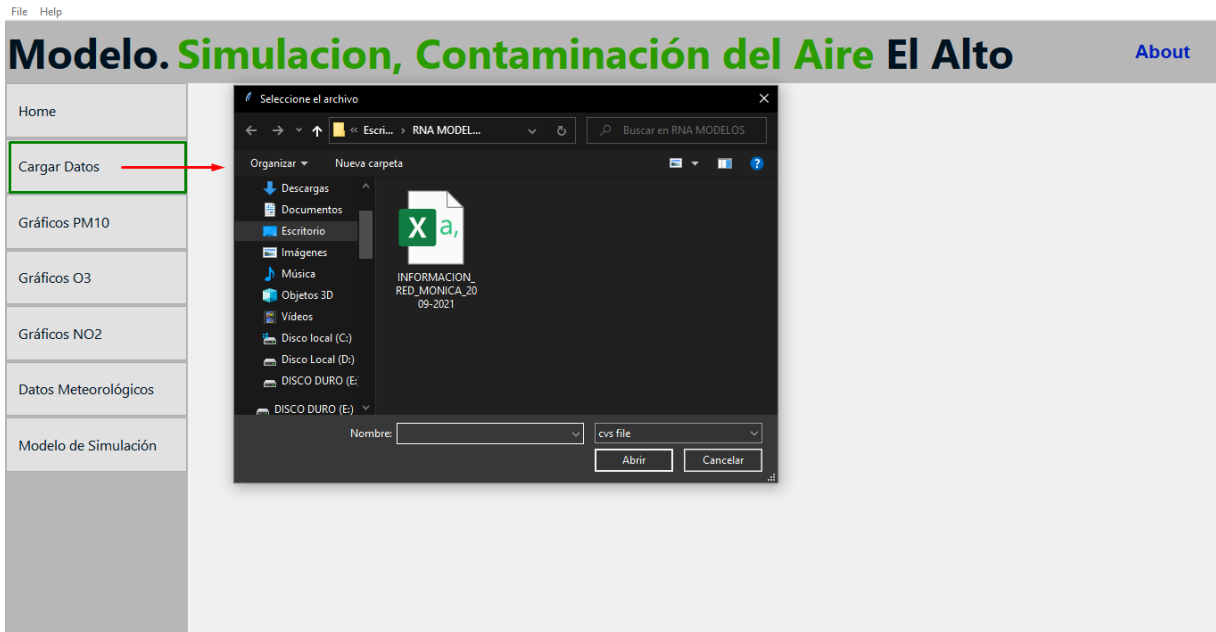 File Help
Modelo. Simulacion, Contaminación del Aire El Alto
About
Home
Cargar Datos
Gráficos PM10
Gráficos O3
Gráficos NO2
Datos Meteorológicos
Modelo de Simulación
Seleccione el archivo
« Escri... › RNA MODEL...
Buscar en RNA MODELOS
Organizar
Nueva carpeta
Descargas
Documentos
Escritorio
Imágenes
Música
Objetos 3D
Vídeos
Disco local (C:)
Disco Local (D:)
DISCO DURO (E:
DISCO DURO (E:)
X a,
INFORMACION_
RED_MONICA_20
09-2021
Nombre:
cvs file
Abrir
Cancelar